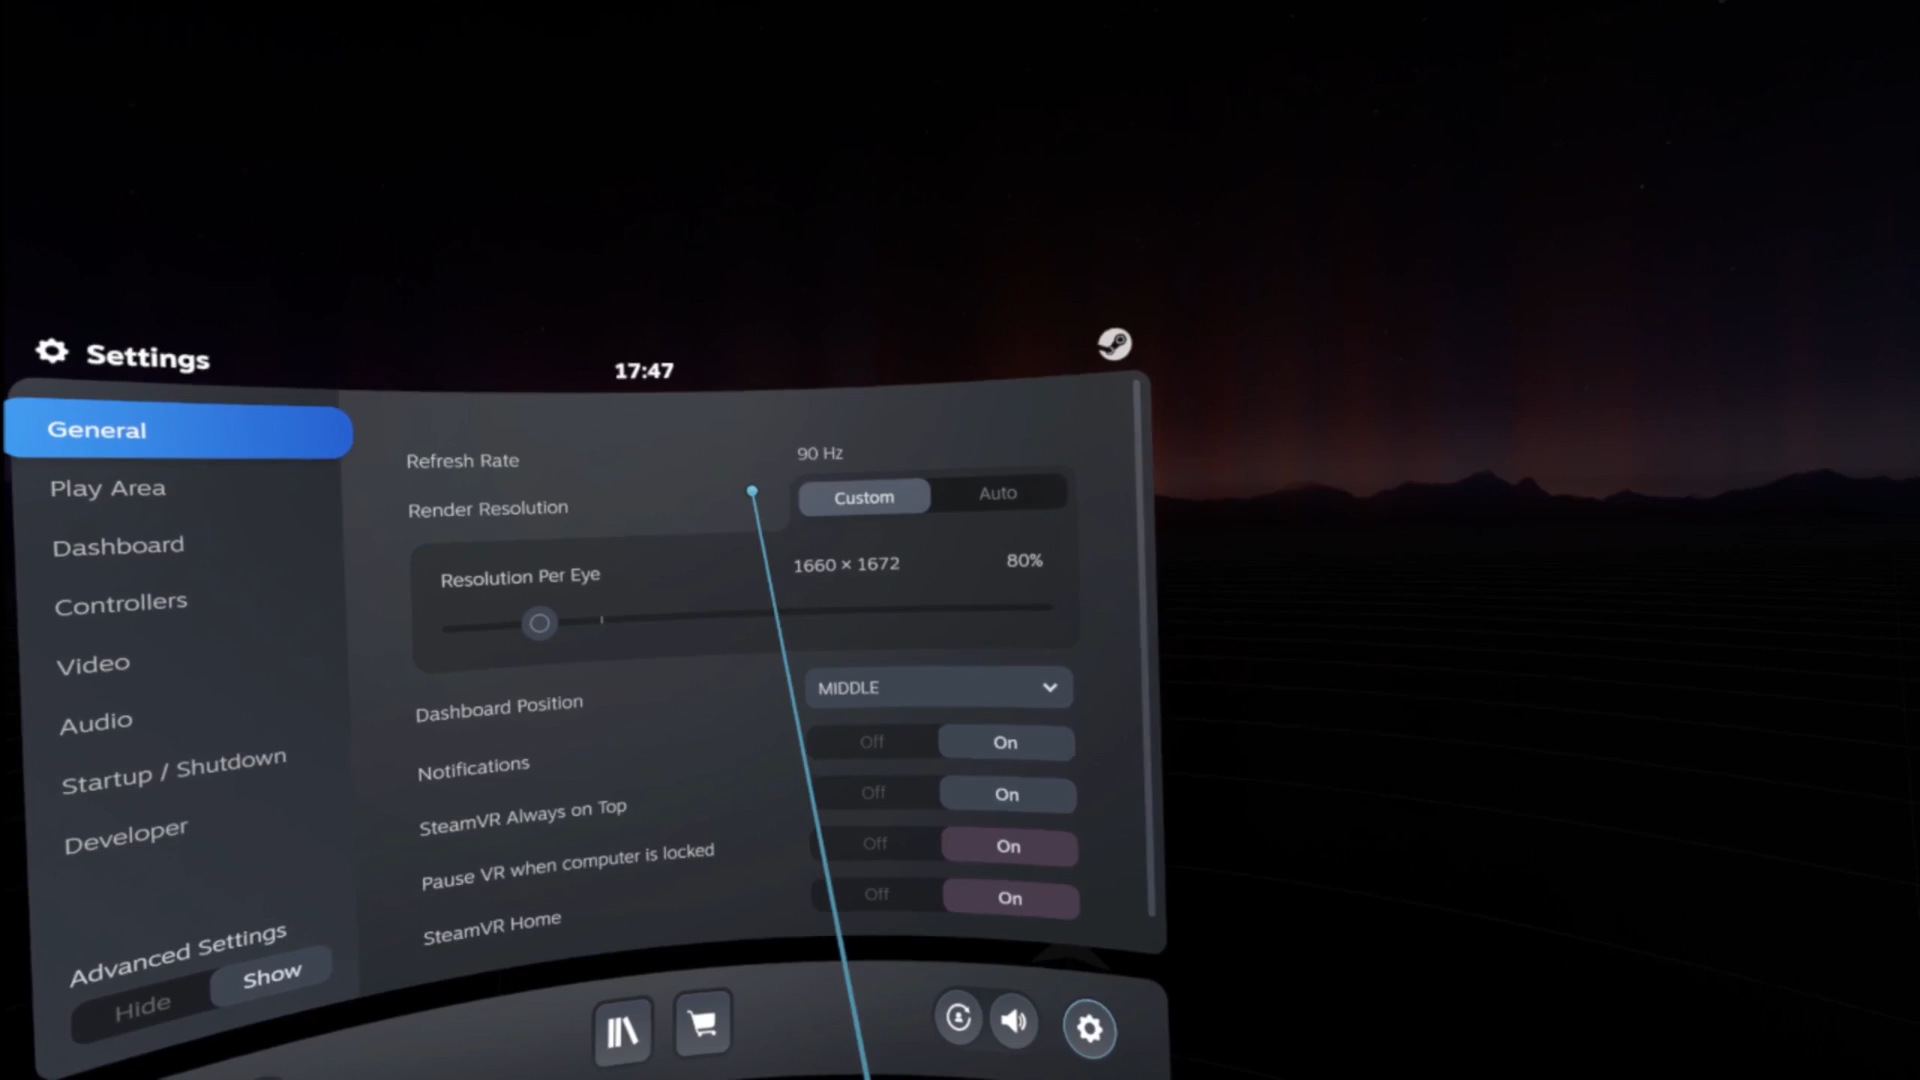 Settings
17:47
General
Play Area
Dashboard
Controllers
Video
Audio
Startup / Shutdown
Developer
Advanced Settings
Hide Show
Refresh Rate 90 Hz
Render Resolution Custom Auto
Resolution Per Eye 1660 × 1672 80%
Dashboard Position MIDDLE
Notifications Off On
SteamVR Always on Top Off On
Pause VR when computer is locked Off On
SteamVR Home Off On